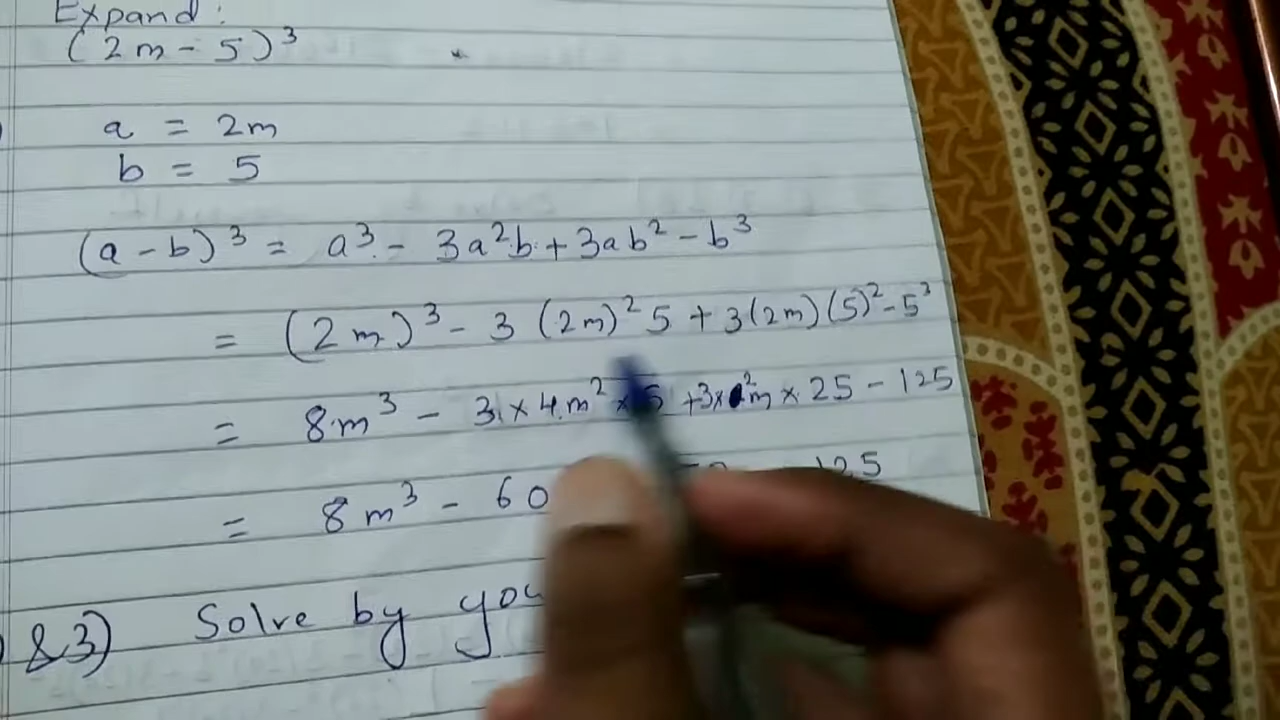 Expand:
(2m - 5)³
a = 2m
b = 5
(a - b)³ = a³ - 3a²b + 3ab² - b³
= (2m)³ - 3 (2m)² 5 + 3(2m)(5)² - 5³
= 8m³ - 3 × 4m² × 5 + 3 × 2m × 25 - 125
= 8m³ - 60 125
&3) Solve by